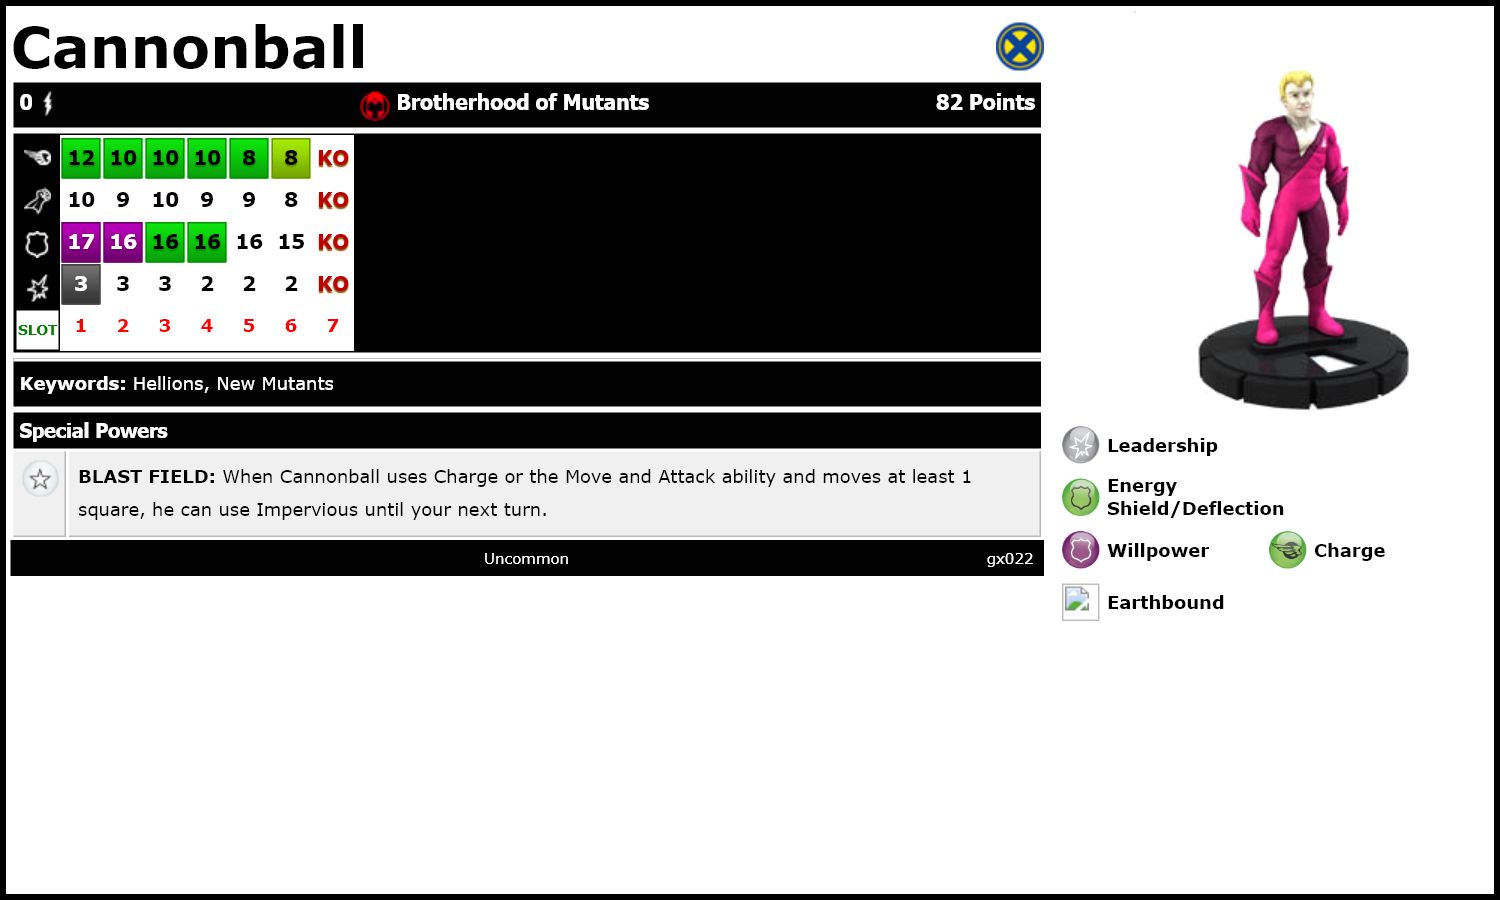 Cannonball
0 Brotherhood of Mutants 82 Points
12 10 10 10 8 8 KO
10 9 10 9 9 8 KO
17 16 16 16 16 15 KO
3 3 3 2 2 2 KO
SLOT 1 2 3 4 5 6 7
Keywords: Hellions, New Mutants
Special Powers
BLAST FIELD: When Cannonball uses Charge or the Move and Attack ability and moves at least 1
square, he can use Impervious until your next turn.
Uncommon gx022
Leadership
Energy
Shield/Deflection
Willpower Charge
Earthbound